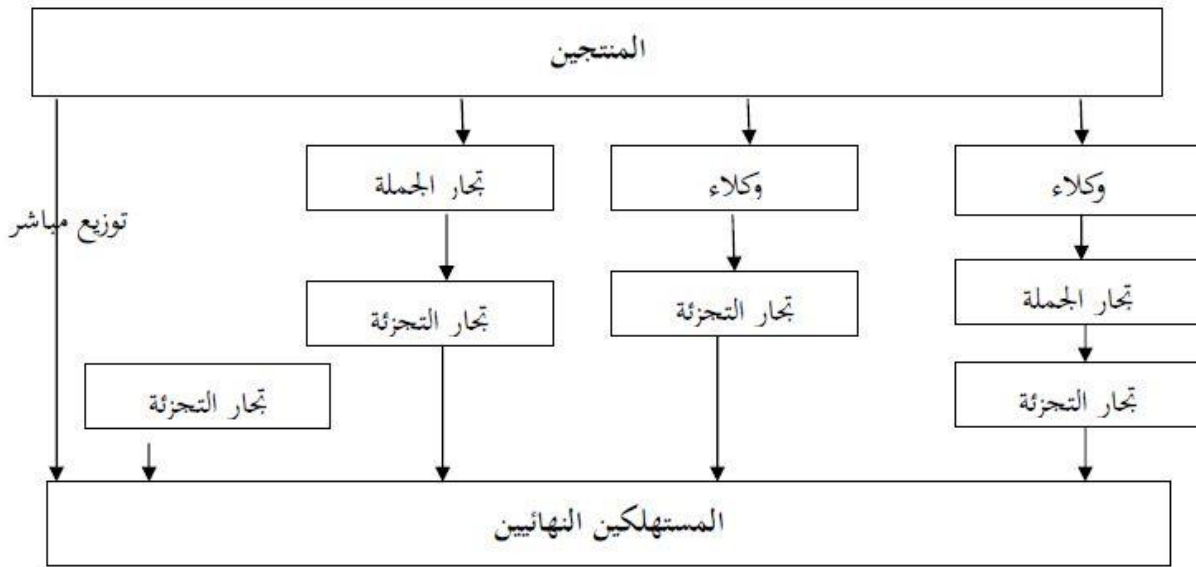 المنتجين
وكلاء
وكلاء
تجار الجملة
توزيع مباشر
تجار الجملة
تجار التجزئة
تجار التجزئة
تجار التجزئة
تجار التجزئة
المستهلكين النهائيين